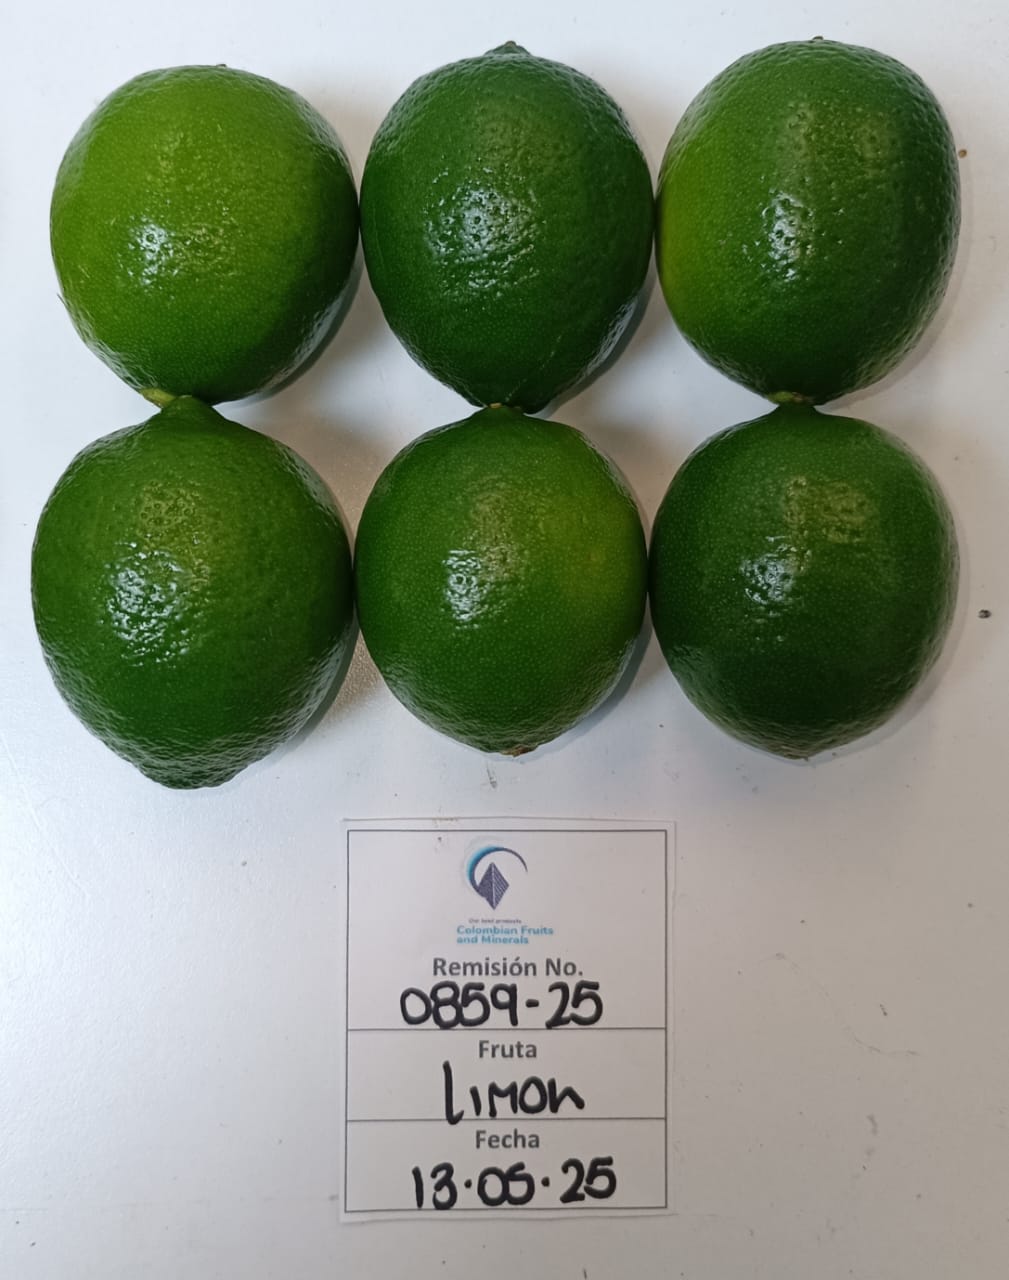 Our best products
Colombian Fruits
and Minerals
Remisión No.
0859-25
Fruta
LIMON
Fecha
13·05·25